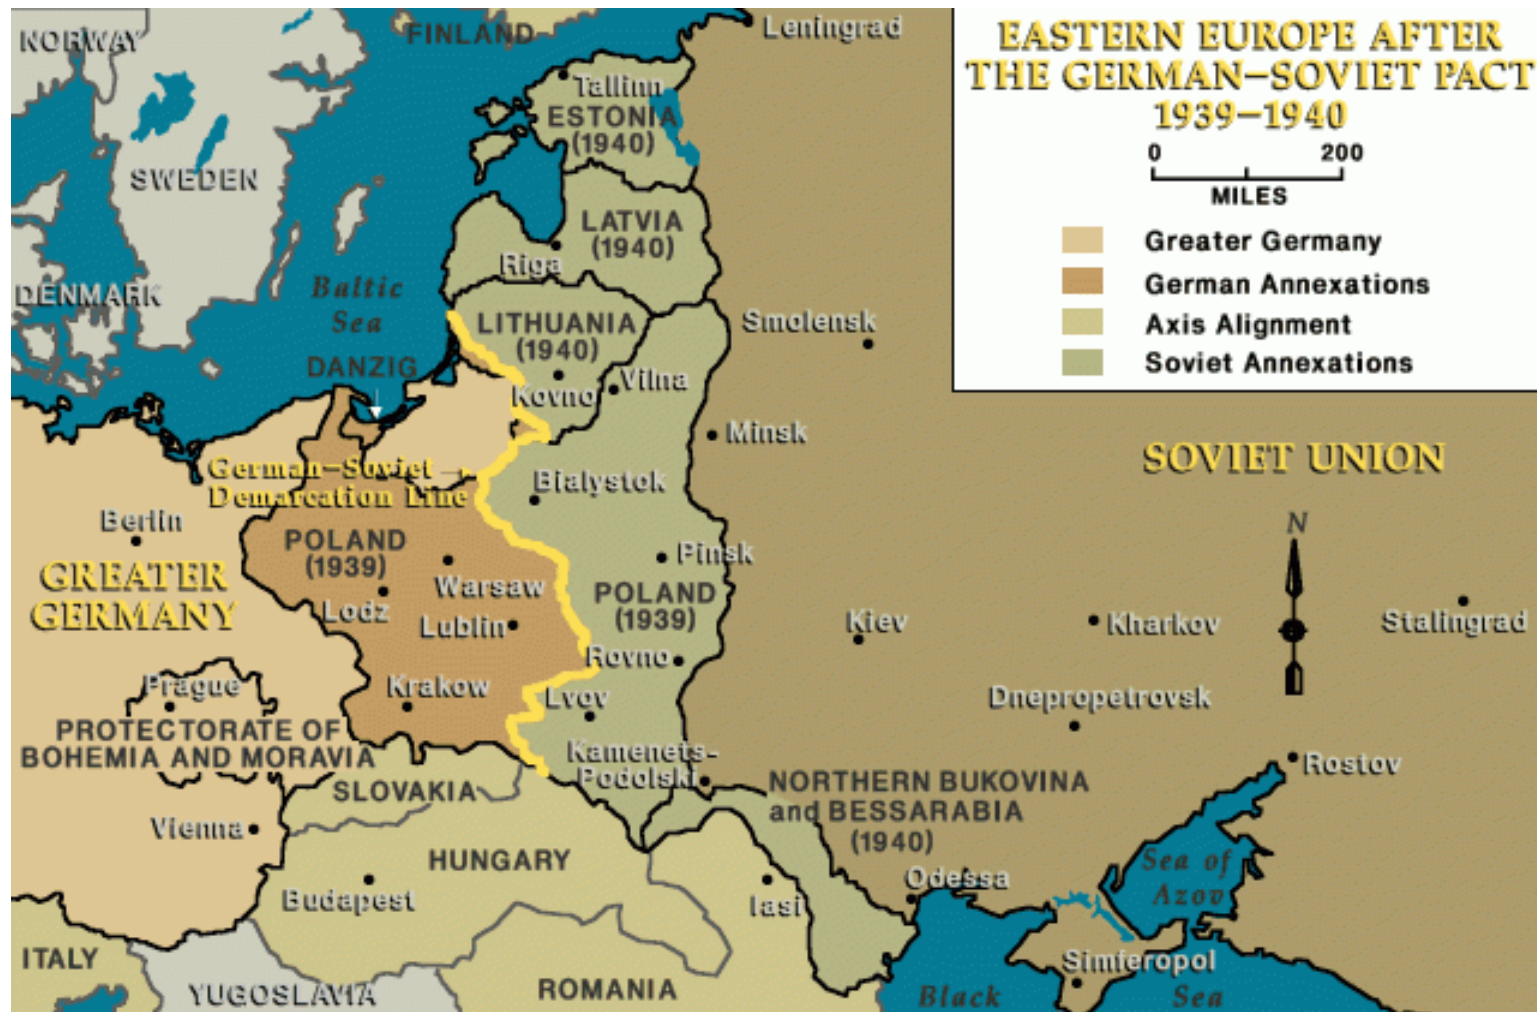 NORWAY
FINLAND
Leningrad
EASTERN EUROPE AFTER
THE GERMAN–SOVIET PACT
1939–1940
0 200
MILES
Greater Germany
German Annexations
Axis Alignment
Soviet Annexations
Tallinn
ESTONIA
(1940)
SWEDEN
LATVIA
(1940)
Riga
DENMARK
Baltic
Sea
LITHUANIA
(1940)
Smolensk
DANZIG
Kovno
Vilna
Minsk
SOVIET UNION
German–Soviet
Demarcation Line
Bialystok
Berlin
N
POLAND
(1939)
Pinsk
GREATER
GERMANY
Warsaw
Lodz
Lublin
POLAND
(1939)
Kiev
Kharkov
Stalingrad
Rovno
Prague
Krakow
Lvov
Dnepropetrovsk
PROTECTORATE OF
BOHEMIA AND MORAVIA
Kamenets-
Podolski
Rostov
SLOVAKIA
NORTHERN BUKOVINA
and BESSARABIA
(1940)
Vienna
HUNGARY
Sea of
Azov
Budapest
Iasi
Odessa
ITALY
Simferopol
YUGOSLAVIA
ROMANIA
Black Sea